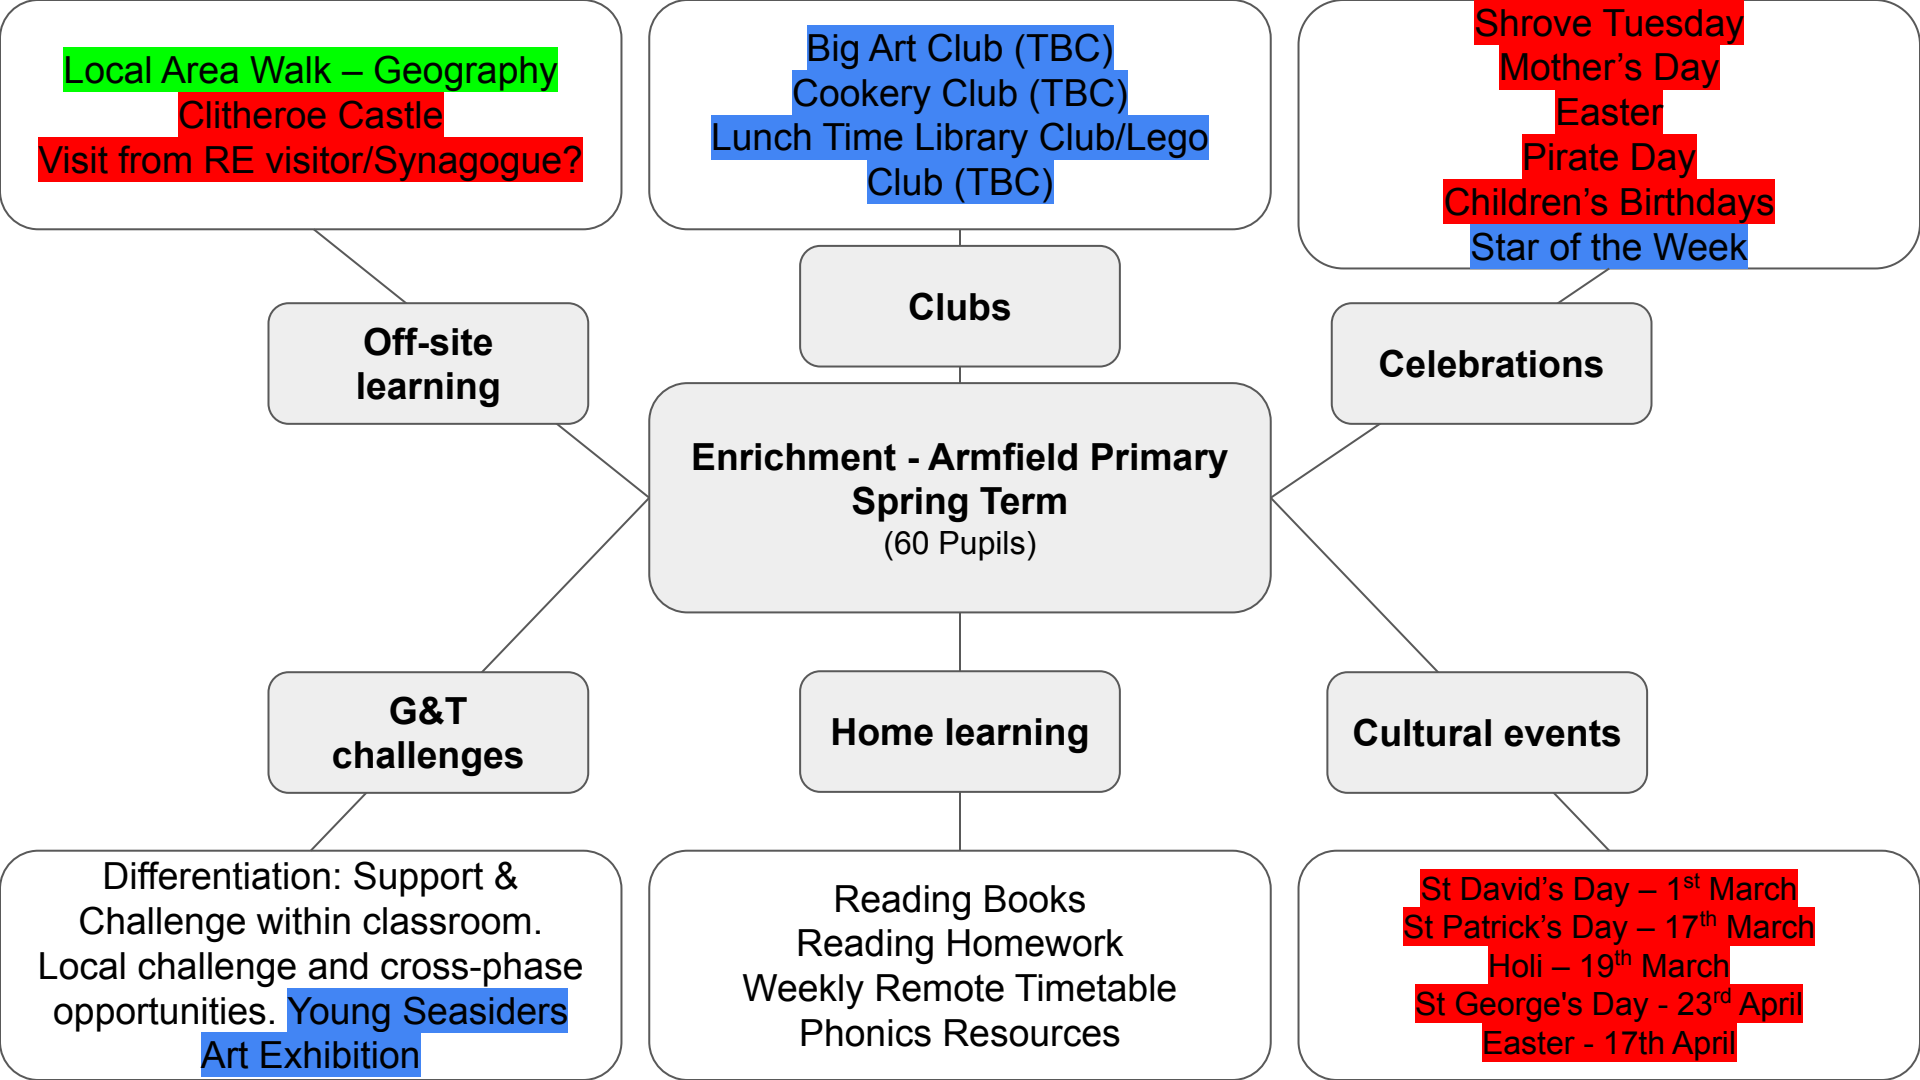 Local Area Walk – Geography
Clitheroe Castle
Visit from RE visitor/Synagogue?
Big Art Club (TBC)
Cookery Club (TBC)
Lunch Time Library Club/Lego
Club (TBC)
Shrove Tuesday
Mother’s Day
Easter
Pirate Day
Children’s Birthdays
Star of the Week
Off-site
learning
Clubs
Celebrations
Enrichment - Armfield Primary
Spring Term
(60 Pupils)
G&T
challenges
Home learning
Cultural events
Differentiation: Support &
Challenge within classroom.
Local challenge and cross-phase
opportunities. Young Seasiders
Art Exhibition
Reading Books
Reading Homework
Weekly Remote Timetable
Phonics Resources
St David’s Day – 1st March
St Patrick’s Day – 17th March
Holi – 19th March
St George's Day - 23rd April
Easter - 17th April